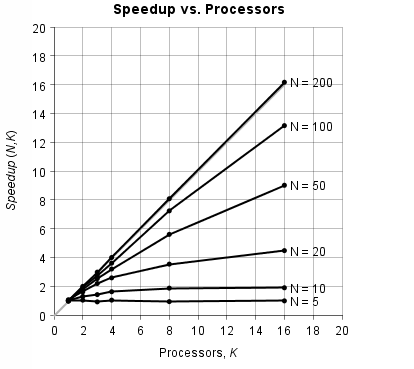 Speedup vs. Processors
20
18
16
14
12
10
8
6
4
2
0
Speedup (N,K)
N = 200
N = 100
N = 50
N = 20
N = 10
N = 5
0 2 4 6 8 10 12 14 16 18 20
Processors, K